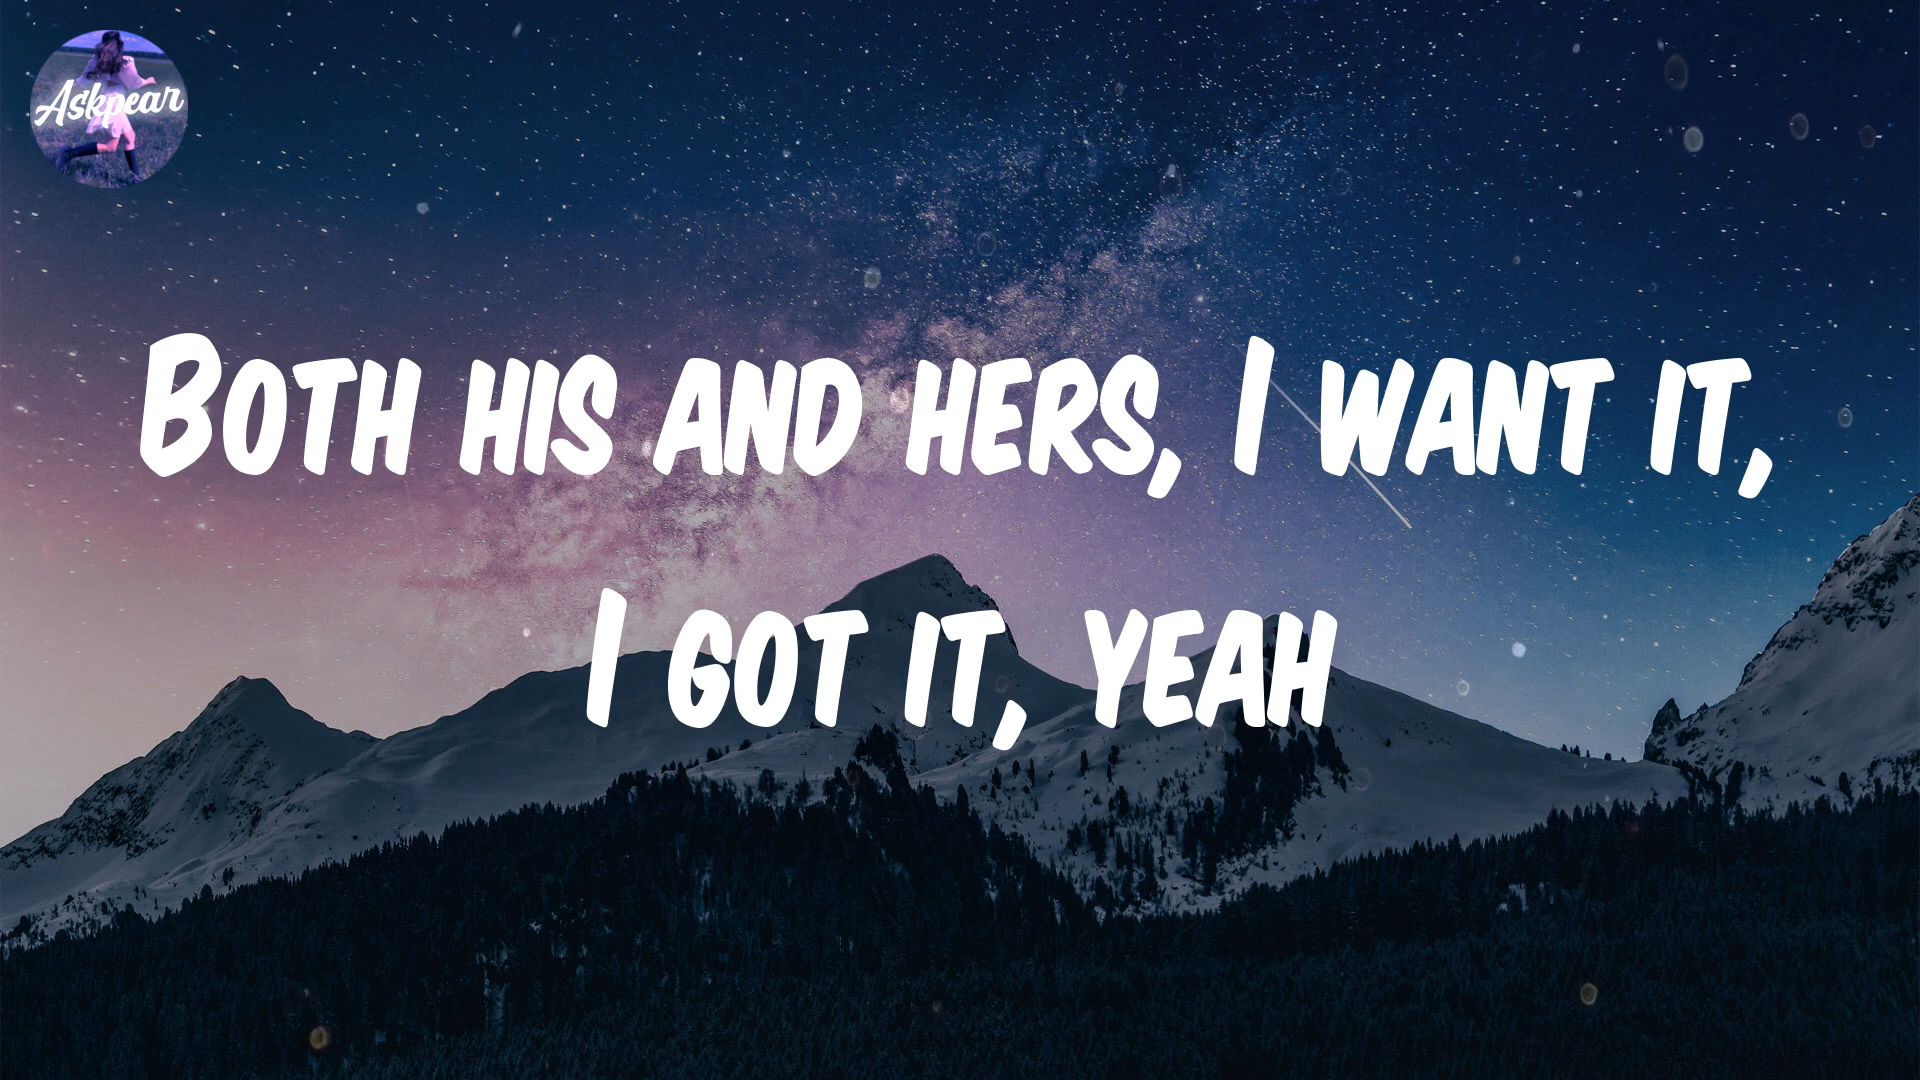 Askpear
BOTH HIS AND HERS, I WANT IT,
I GOT IT, YEAH